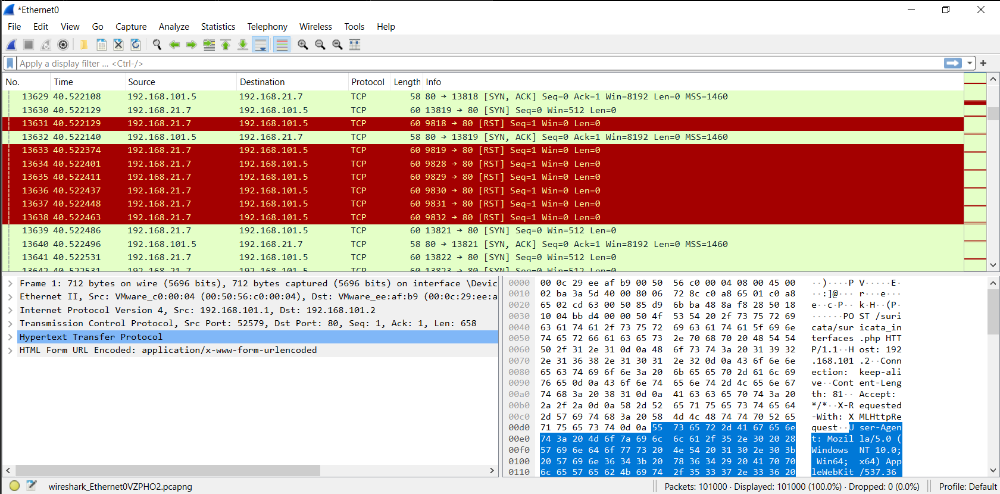 *Ethernet0
File Edit View Go Capture Analyze Statistics Telephony Wireless Tools Help
Apply a display filter ... <Ctrl-/>
No. Time Source Destination Protocol Length Info
13629 40.522108 192.168.101.5 192.168.21.7 TCP 58 80 → 13818 [SYN, ACK] Seq=0 Ack=1 Win=8192 Len=0 MSS=1460
13630 40.522129 192.168.21.7 192.168.101.5 TCP 60 13819 → 80 [SYN] Seq=0 Win=512 Len=0
13631 40.522129 192.168.21.7 192.168.101.5 TCP 60 9818 → 80 [RST] Seq=1 Win=0 Len=0
13632 40.522140 192.168.101.5 192.168.21.7 TCP 58 80 → 13819 [SYN, ACK] Seq=0 Ack=1 Win=8192 Len=0 MSS=1460
13633 40.522374 192.168.21.7 192.168.101.5 TCP 60 9819 → 80 [RST] Seq=1 Win=0 Len=0
13634 40.522401 192.168.21.7 192.168.101.5 TCP 60 9828 → 80 [RST] Seq=1 Win=0 Len=0
13635 40.522411 192.168.21.7 192.168.101.5 TCP 60 9829 → 80 [RST] Seq=1 Win=0 Len=0
13636 40.522437 192.168.21.7 192.168.101.5 TCP 60 9830 → 80 [RST] Seq=1 Win=0 Len=0
13637 40.522448 192.168.21.7 192.168.101.5 TCP 60 9831 → 80 [RST] Seq=1 Win=0 Len=0
13638 40.522463 192.168.21.7 192.168.101.5 TCP 60 9832 → 80 [RST] Seq=1 Win=0 Len=0
13639 40.522486 192.168.21.7 192.168.101.5 TCP 60 13821 → 80 [SYN] Seq=0 Win=512 Len=0
13640 40.522496 192.168.101.5 192.168.21.7 TCP 58 80 → 13821 [SYN, ACK] Seq=0 Ack=1 Win=8192 Len=0 MSS=1460
13641 40.522531 192.168.21.7 192.168.101.5 TCP 60 13822 → 80 [SYN] Seq=0 Win=512 Len=0
13642 40.522531 192.168.21.7 192.168.101.5 TCP 60 13823 → 80 [SYN] Seq=0 Win=512 Len=0
Frame 1: 712 bytes on wire (5696 bits), 712 bytes captured (5696 bits) on interface \Devic
Ethernet II, Src: VMware_c0:00:04 (00:50:56:c0:00:04), Dst: VMware_ee:af:b9 (00:0c:29:ee:a
Internet Protocol Version 4, Src: 192.168.101.1, Dst: 192.168.101.2
Transmission Control Protocol, Src Port: 52579, Dst Port: 80, Seq: 1, Ack: 1, Len: 658
Hypertext Transfer Protocol
HTML Form URL Encoded: application/x-www-form-urlencoded
0000 00 0c 29 ee af b9 00 50 56 c0 00 04 08 00 45 00 ··)····P V·····E·
0010 02 ba 3a 5d 40 00 80 06 72 8c c0 a8 65 01 c0 a8 ··:]@··· r···e···
0020 65 02 cd 63 00 50 85 d9 6b ba 48 8a f8 28 50 18 e··c·P·· k·H··(P·
0030 10 04 bb d4 00 00 50 4f 53 54 20 2f 73 75 72 69 ······PO ST /suri
0040 63 61 74 61 2f 73 75 72 69 63 61 74 61 5f 69 6e cata/sur icata_in
0050 74 65 72 66 61 63 65 73 2e 70 68 70 20 48 54 54 terfaces .php HTT
0060 50 2f 31 2e 31 0d 0a 48 6f 73 74 3a 20 31 39 32 P/1.1··H ost: 192
0070 2e 31 36 38 2e 31 30 31 2e 32 0d 0a 43 6f 6e 6e .168.101 .2··Conn
0080 65 63 74 69 6f 6e 3a 20 6b 65 65 70 2d 61 6c 69 ection: keep-ali
0090 76 65 0d 0a 43 6f 6e 74 65 6e 74 2d 4c 65 6e 67 ve··Cont ent-Leng
00a0 74 68 3a 20 38 31 0d 0a 41 63 63 65 70 74 3a 20 th: 81·· Accept:
00b0 2a 2f 2a 0d 0a 58 2d 52 65 71 75 65 73 74 65 64 */*··X-R equested
00c0 2d 57 69 74 68 3a 20 58 4d 4c 48 74 74 70 52 65 -With: X MLHttpRe
00d0 71 75 65 73 74 0d 0a 55 73 65 72 2d 41 67 65 6e quest··U ser-Agen
00e0 74 3a 20 4d 6f 7a 69 6c 6c 61 2f 35 2e 30 20 28 t: Mozil la/5.0 (
00f0 57 69 6e 64 6f 77 73 20 4e 54 20 31 30 2e 30 3b Windows NT 10.0;
0100 20 57 69 6e 36 34 3b 20 78 36 34 29 20 41 70 70 Win64; x64) App
0110 6c 65 57 65 62 4b 69 74 2f 35 33 37 2e 33 36 20 leWebKit /537.36
wireshark_Ethernet0VZPHO2.pcapng
Packets: 101000 · Displayed: 101000 (100.0%) · Dropped: 0 (0.0%)
Profile: Default